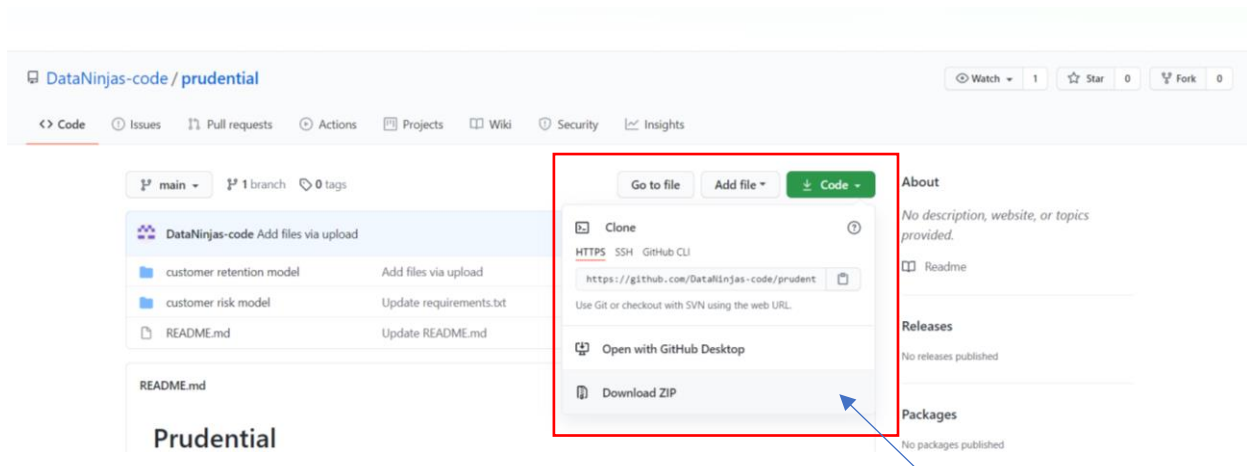 DataNinjas-code / prudential
Watch 1 Star 0 Fork 0
<> Code Issues Pull requests Actions Projects Wiki Security Insights
main 1 branch 0 tags
Go to file Add file Code
DataNinjas-code Add files via upload
customer retention model Add files via upload
customer risk model Update requirements.txt
README.md Update README.md
README.md
Prudential
Clone
HTTPS SSH GitHub CLI
https://github.com/DataNinjas-code/prudent
Use Git or checkout with SVN using the web URL.
Open with GitHub Desktop
Download ZIP
About
No description, website, or topics
provided.
Readme
Releases
No releases published
Packages
No packages published